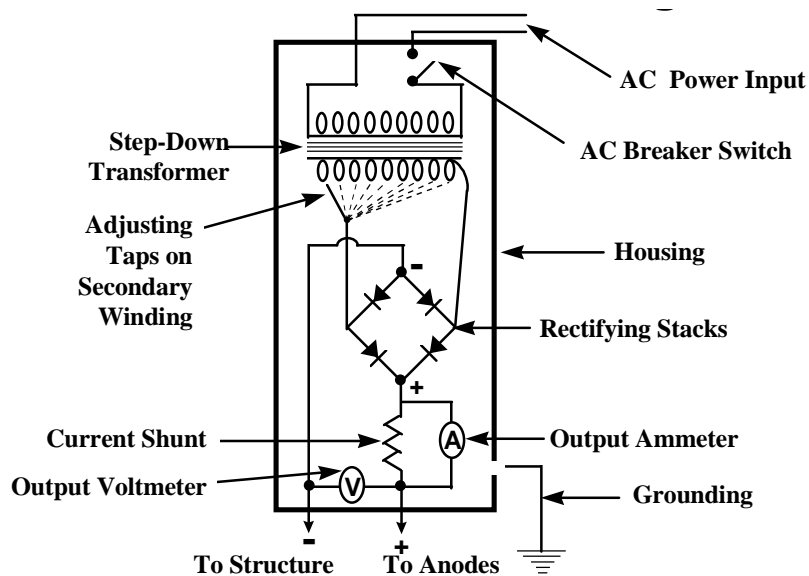 AC Power Input
AC Breaker Switch
Step-Down
Transformer
Adjusting
Taps on
Secondary
Winding
Housing
-
Rectifying Stacks
+
Current Shunt
A
Output Ammeter
Output Voltmeter
V
Grounding
-
+
To Structure
To Anodes